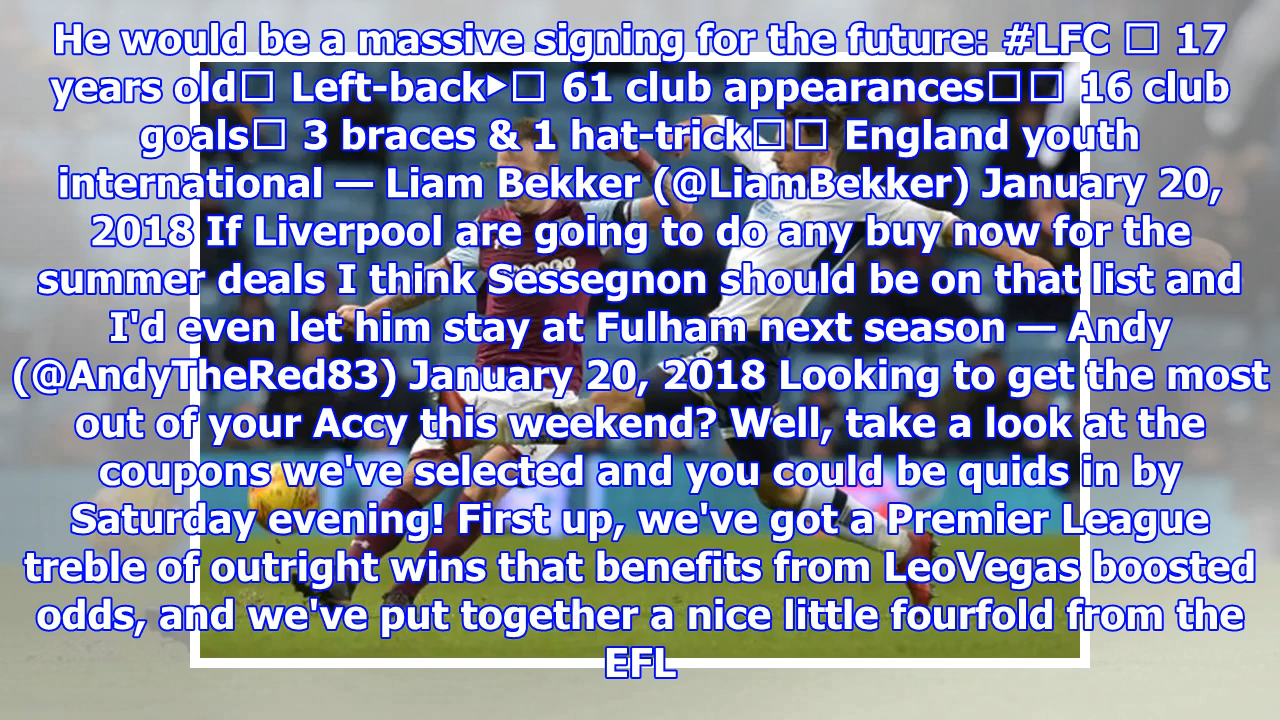 He would be a massive signing for the future: #LFC □ 17
years old□ Left-back▶□ 61 club appearances□□ 16 club
goals□ 3 braces & 1 hat-trick□□ England youth
international — Liam Bekker (@LiamBekker) January 20,
2018 If Liverpool are going to do any buy now for the
summer deals I think Sessegnon should be on that list and
I'd even let him stay at Fulham next season — Andy
(@AndyTheRed83) January 20, 2018 Looking to get the most
out of your Accy this weekend? Well, take a look at the
coupons we've selected and you could be quids in by
Saturday evening! First up, we've got a Premier League
treble of outright wins that benefits from LeoVegas boosted
odds, and we've put together a nice little fourfold from the
EFL